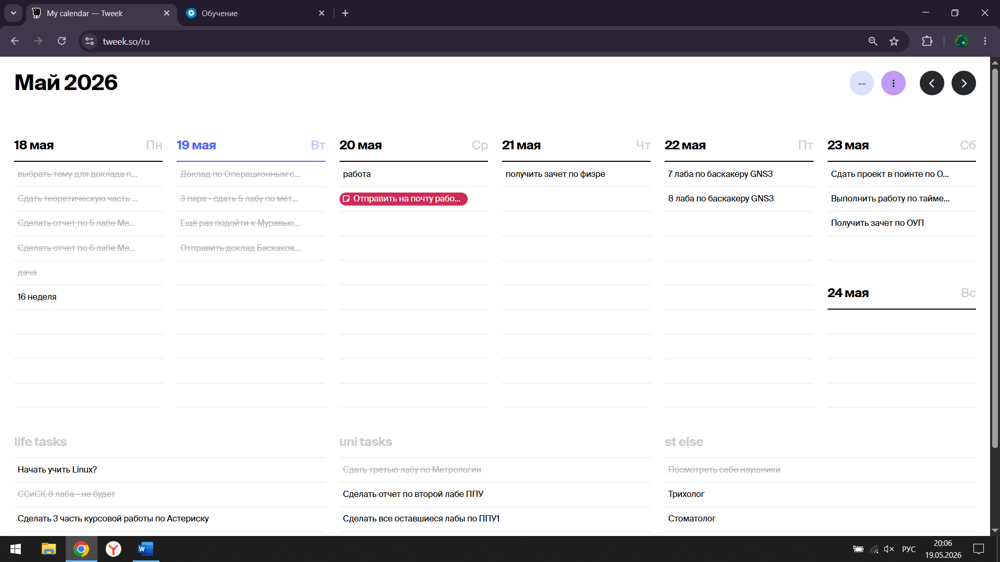 My calendar — Tweek
Обучение
tweek.so/ru
Май 2026
--
18 мая Пн
выбрать тему для доклада п...
Сдать теоретическую часть ...
Сделать отчет по 5 лабе Ме...
Сделать отчет по 6 лабе Ме...
дача
16 неделя
19 мая Вт
Доклад по Операционным с...
3 пара - сдать 5 лабу по мет...
Ещё раз подойти к Муравью...
Отправить доклад Баскаков...
20 мая Ср
работа
Отправить на почту рабо...
21 мая Чт
получить зачет по физре
22 мая Пт
7 лаба по баскакеру GNS3
8 лаба по баскакеру GNS3
23 мая Сб
Сдать проект в поинте по О...
Выполнить работу по тайме...
Получить зачет по ОУП
24 мая Вс
life tasks
Начать учить Linux?
ССиСК 8 лаба - не будет
Сделать 3 часть курсовой работы по Астериску
uni tasks
Сдать третью лабу по Метрологии
Сделать отчет по второй лабе ППУ
Сделать все оставшиеся лабы по ППУ1
st else
Посмотреть себе наушники
Трихолог
Стоматолог
РУС
20:06
19.05.2026